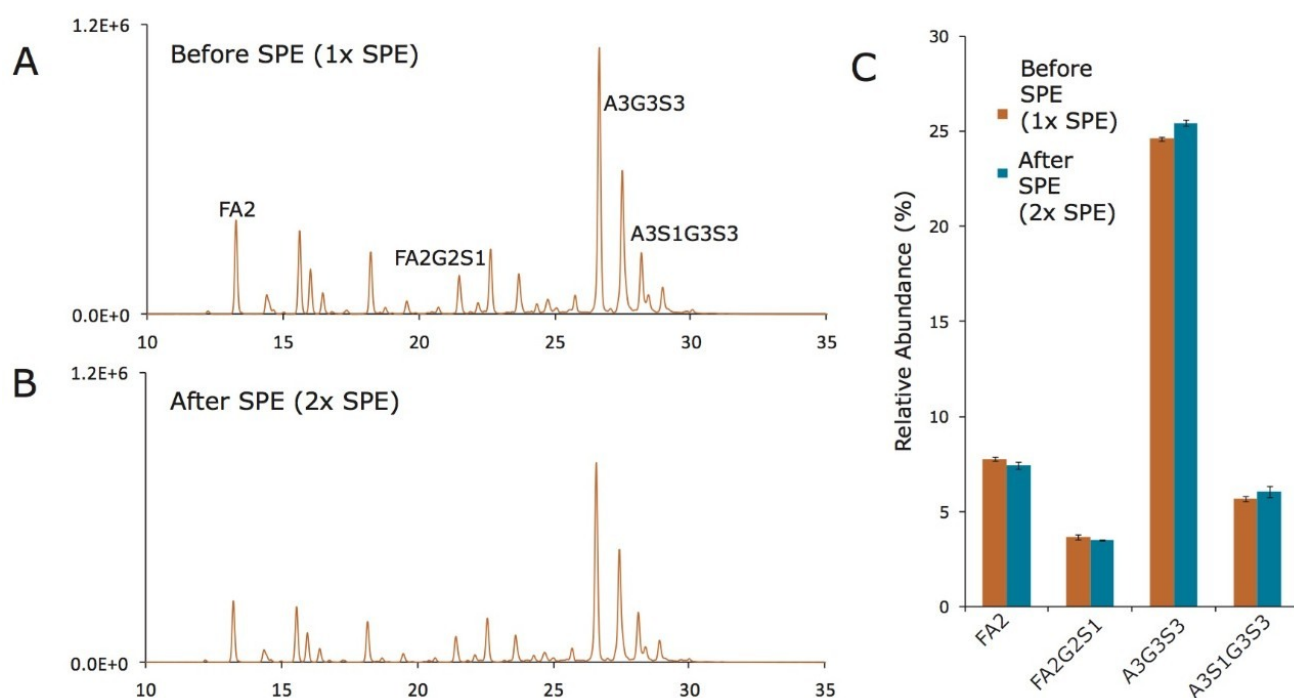 A
1.2E+6
Before SPE (1x SPE)
A3G3S3
FA2
FA2G2S1
A3S1G3S3
0.0E+0
10 15 20 25 30 35
B
1.2E+6
After SPE (2x SPE)
0.0E+0
10 15 20 25 30 35
C
Relative Abundance (%)
30
25
20
15
10
5
0
Before
SPE
(1x SPE)
After
SPE
(2x SPE)
FA2
FA2G2S1
A3G3S3
A3S1G3S3